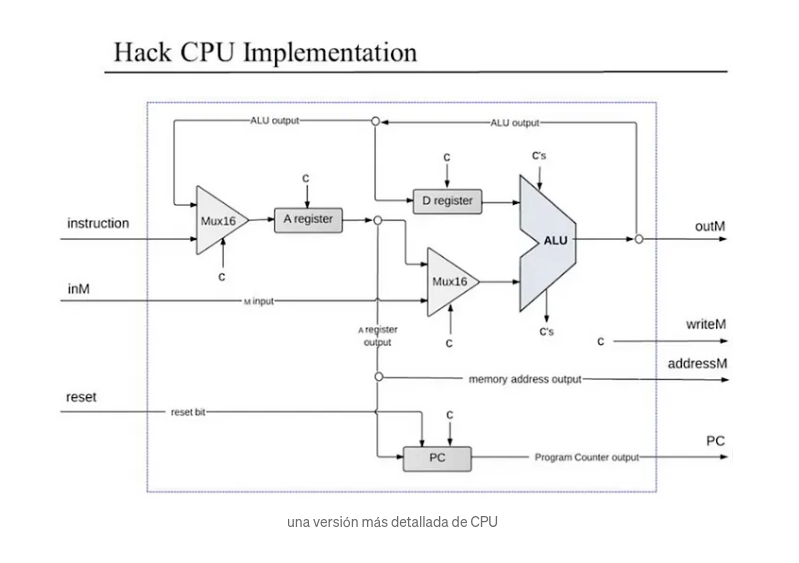 Hack CPU Implementation
ALU output
ALU output
C
C's
C
D register
Mux16
A register
instruction
ALU
outM
C
Mux16
inM
M input
A register
output
C
C's
C
writeM
addressM
memory address output
reset
reset bit
C
PC
PC
Program Counter output
una versión más detallada de CPU